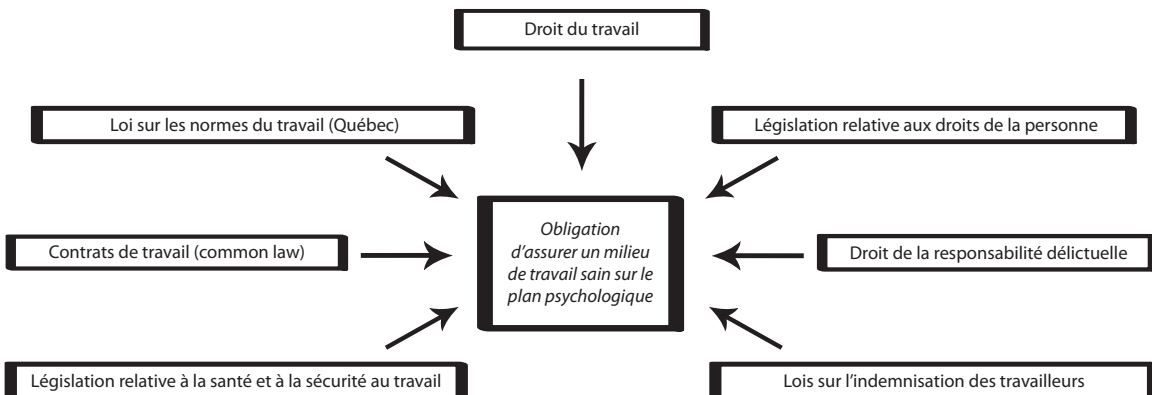 Droit du travail
Loi sur les normes du travail (Québec)
Législation relative aux droits de la personne
Obligation
d'assurer un milieu
de travail sain sur le
plan psychologique
Contrats de travail (common law)
Droit de la responsabilité délictuelle
Législation relative à la santé et à la sécurité au travail
Lois sur l'indemnisation des travailleurs